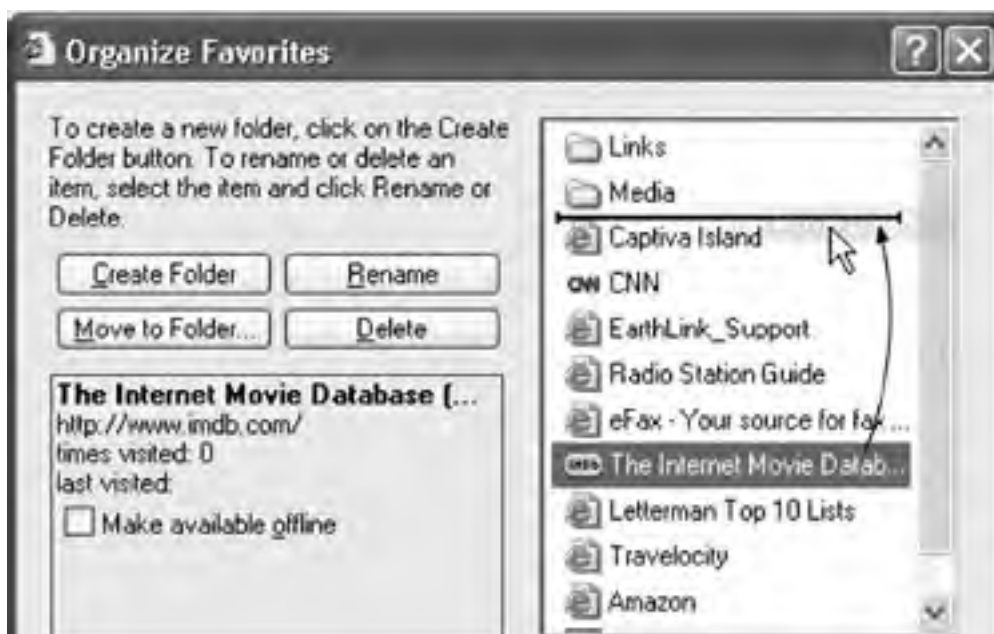 Organize Favorites
To create a new folder, click on the Create
Folder button. To rename or delete an
item, select the item and click Rename or
Delete.
Create Folder
Rename
Move to Folder...
Delete
The Internet Movie Database (...
http://www.imdb.com/
times visited: 0
last visited:
Make available offline
Links
Media
Captiva Island
CNN CNN
EarthLink_Support
Radio Station Guide
eFax - Your source for fax ...
IMDb The Internet Movie Datab...
Letterman Top 10 Lists
Travelocity
Amazon